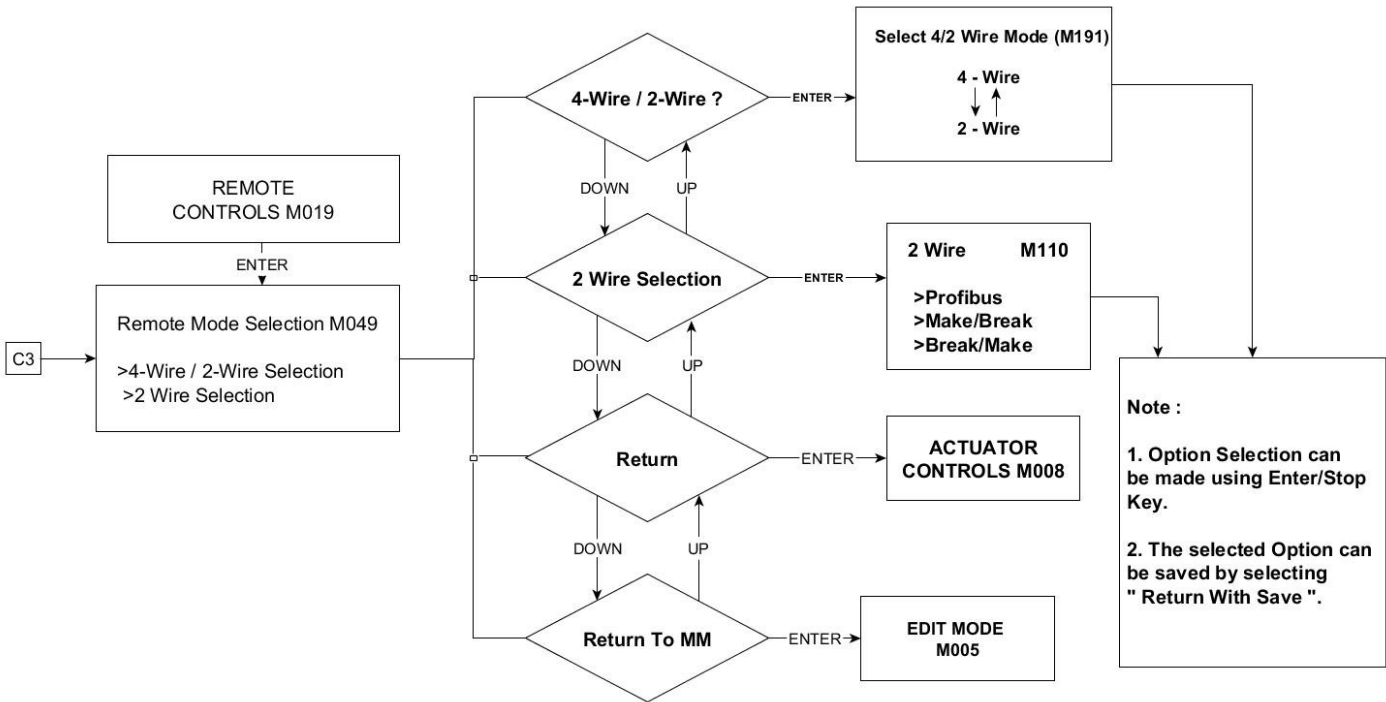 C3
REMOTE
CONTROLS M019
ENTER
Remote Mode Selection M049
>4-Wire / 2-Wire Selection
>2 Wire Selection
4-Wire / 2-Wire ?
ENTER
Select 4/2 Wire Mode (M191)
4 - Wire
2 - Wire
DOWN
UP
2 Wire Selection
ENTER
2 Wire M110
>Profibus
>Make/Break
>Break/Make
DOWN
UP
Return
ENTER
ACTUATOR
CONTROLS M008
DOWN
UP
Return To MM
ENTER
EDIT MODE
M005
Note :
1. Option Selection can
be made using Enter/Stop
Key.
2. The selected Option can
be saved by selecting
" Return With Save ".